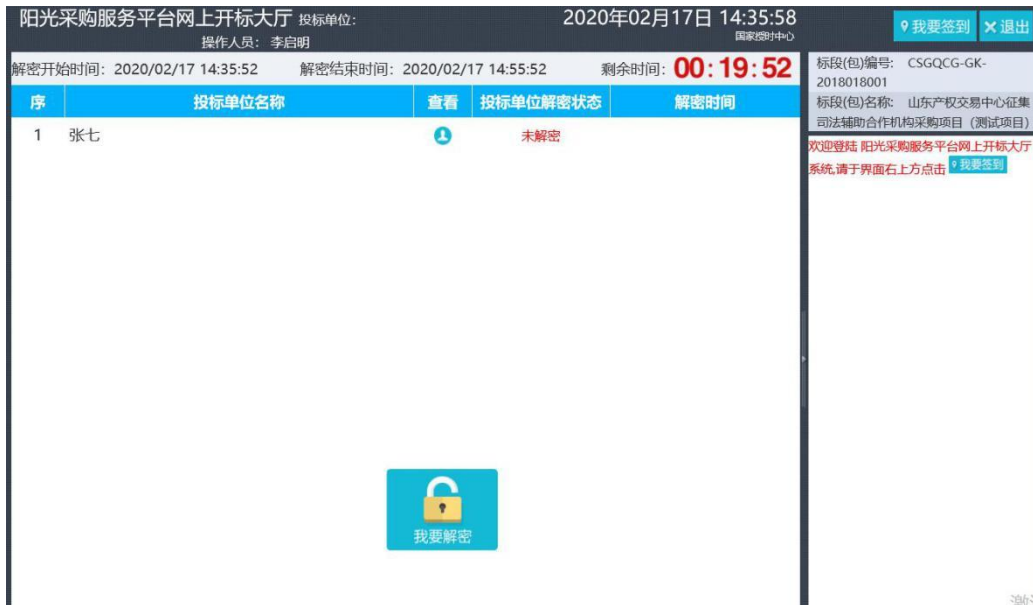 阳光采购服务平台网上开标大厅 投标单位:
操作人员: 李启明
2020年02月17日 14:35:58
国家授时中心
我要签到 退出
解密开始时间: 2020/02/17 14:35:52 解密结束时间: 2020/02/17 14:55:52 剩余时间: 00:19:52
序 投标单位名称 查看 投标单位解密状态 解密时间
1 张七 未解密
我要解密
标段(包)编号: CSGQCG-GK-
2018018001
标段(包)名称: 山东产权交易中心征集
司法辅助合作机构采购项目 (测试项目)
欢迎登陆 阳光采购服务平台网上开标大厅
系统,请于界面右上方点击 我要签到